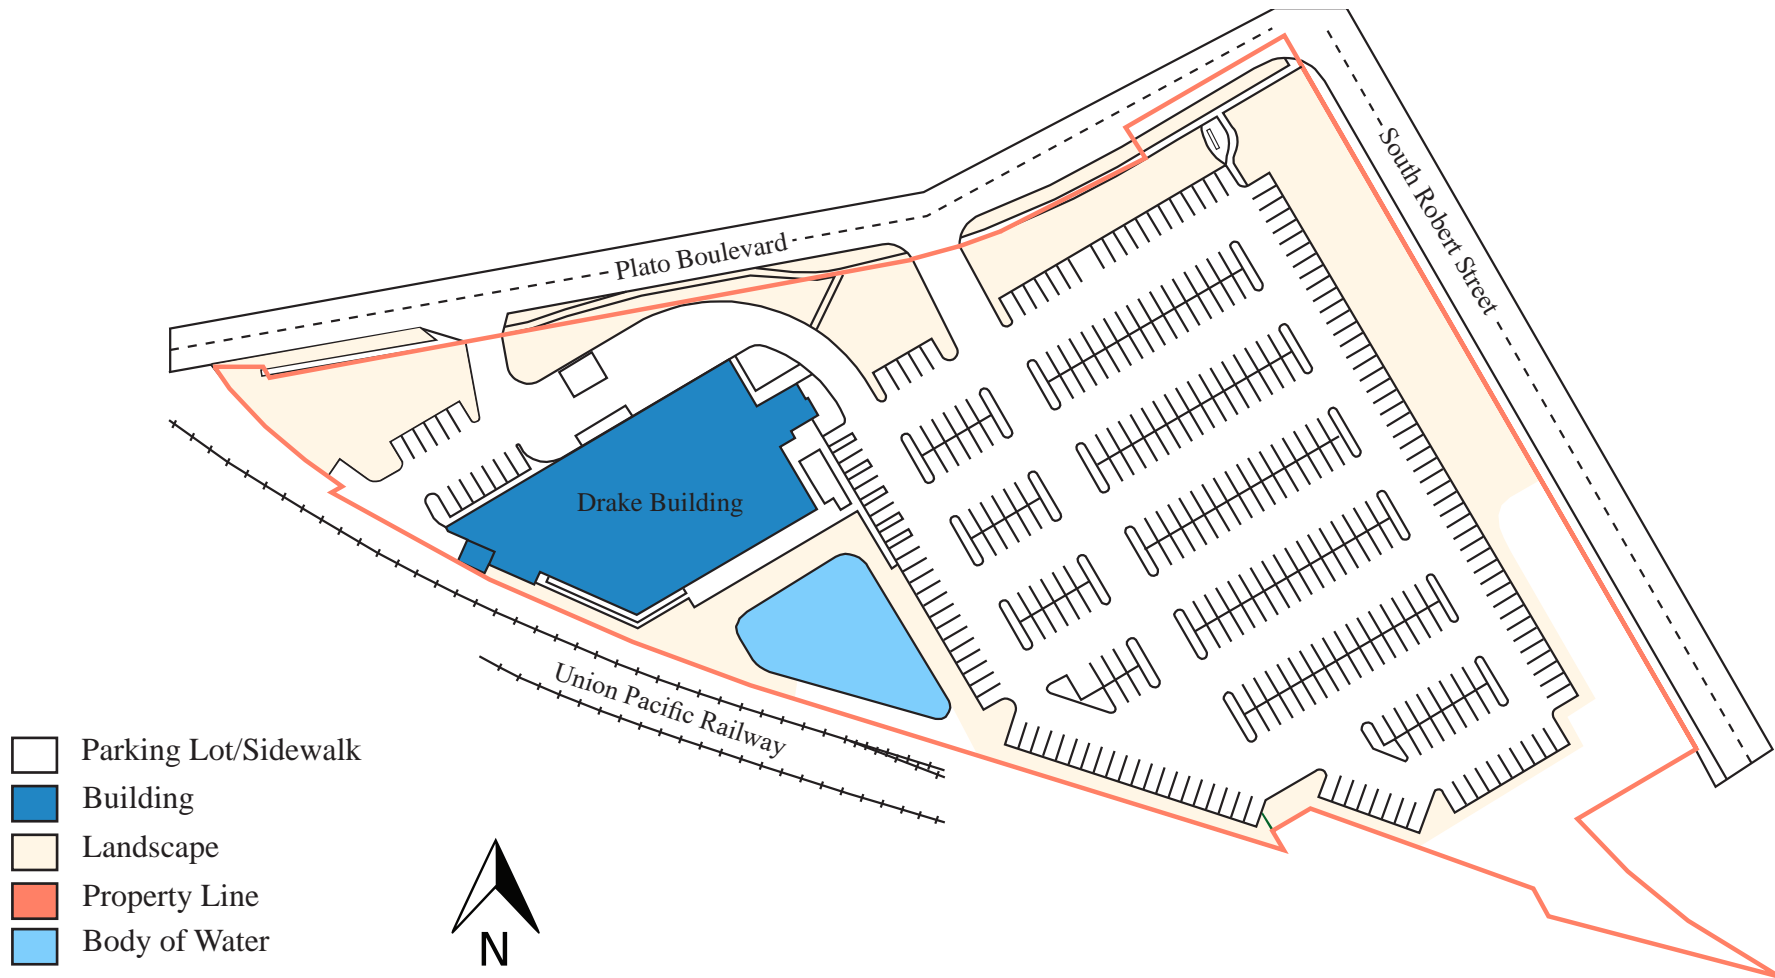 Plato Boulevard
South Robert Street
Drake Building
Union Pacific Railway
Parking Lot/Sidewalk
Building
Landscape
Property Line
Body of Water
N